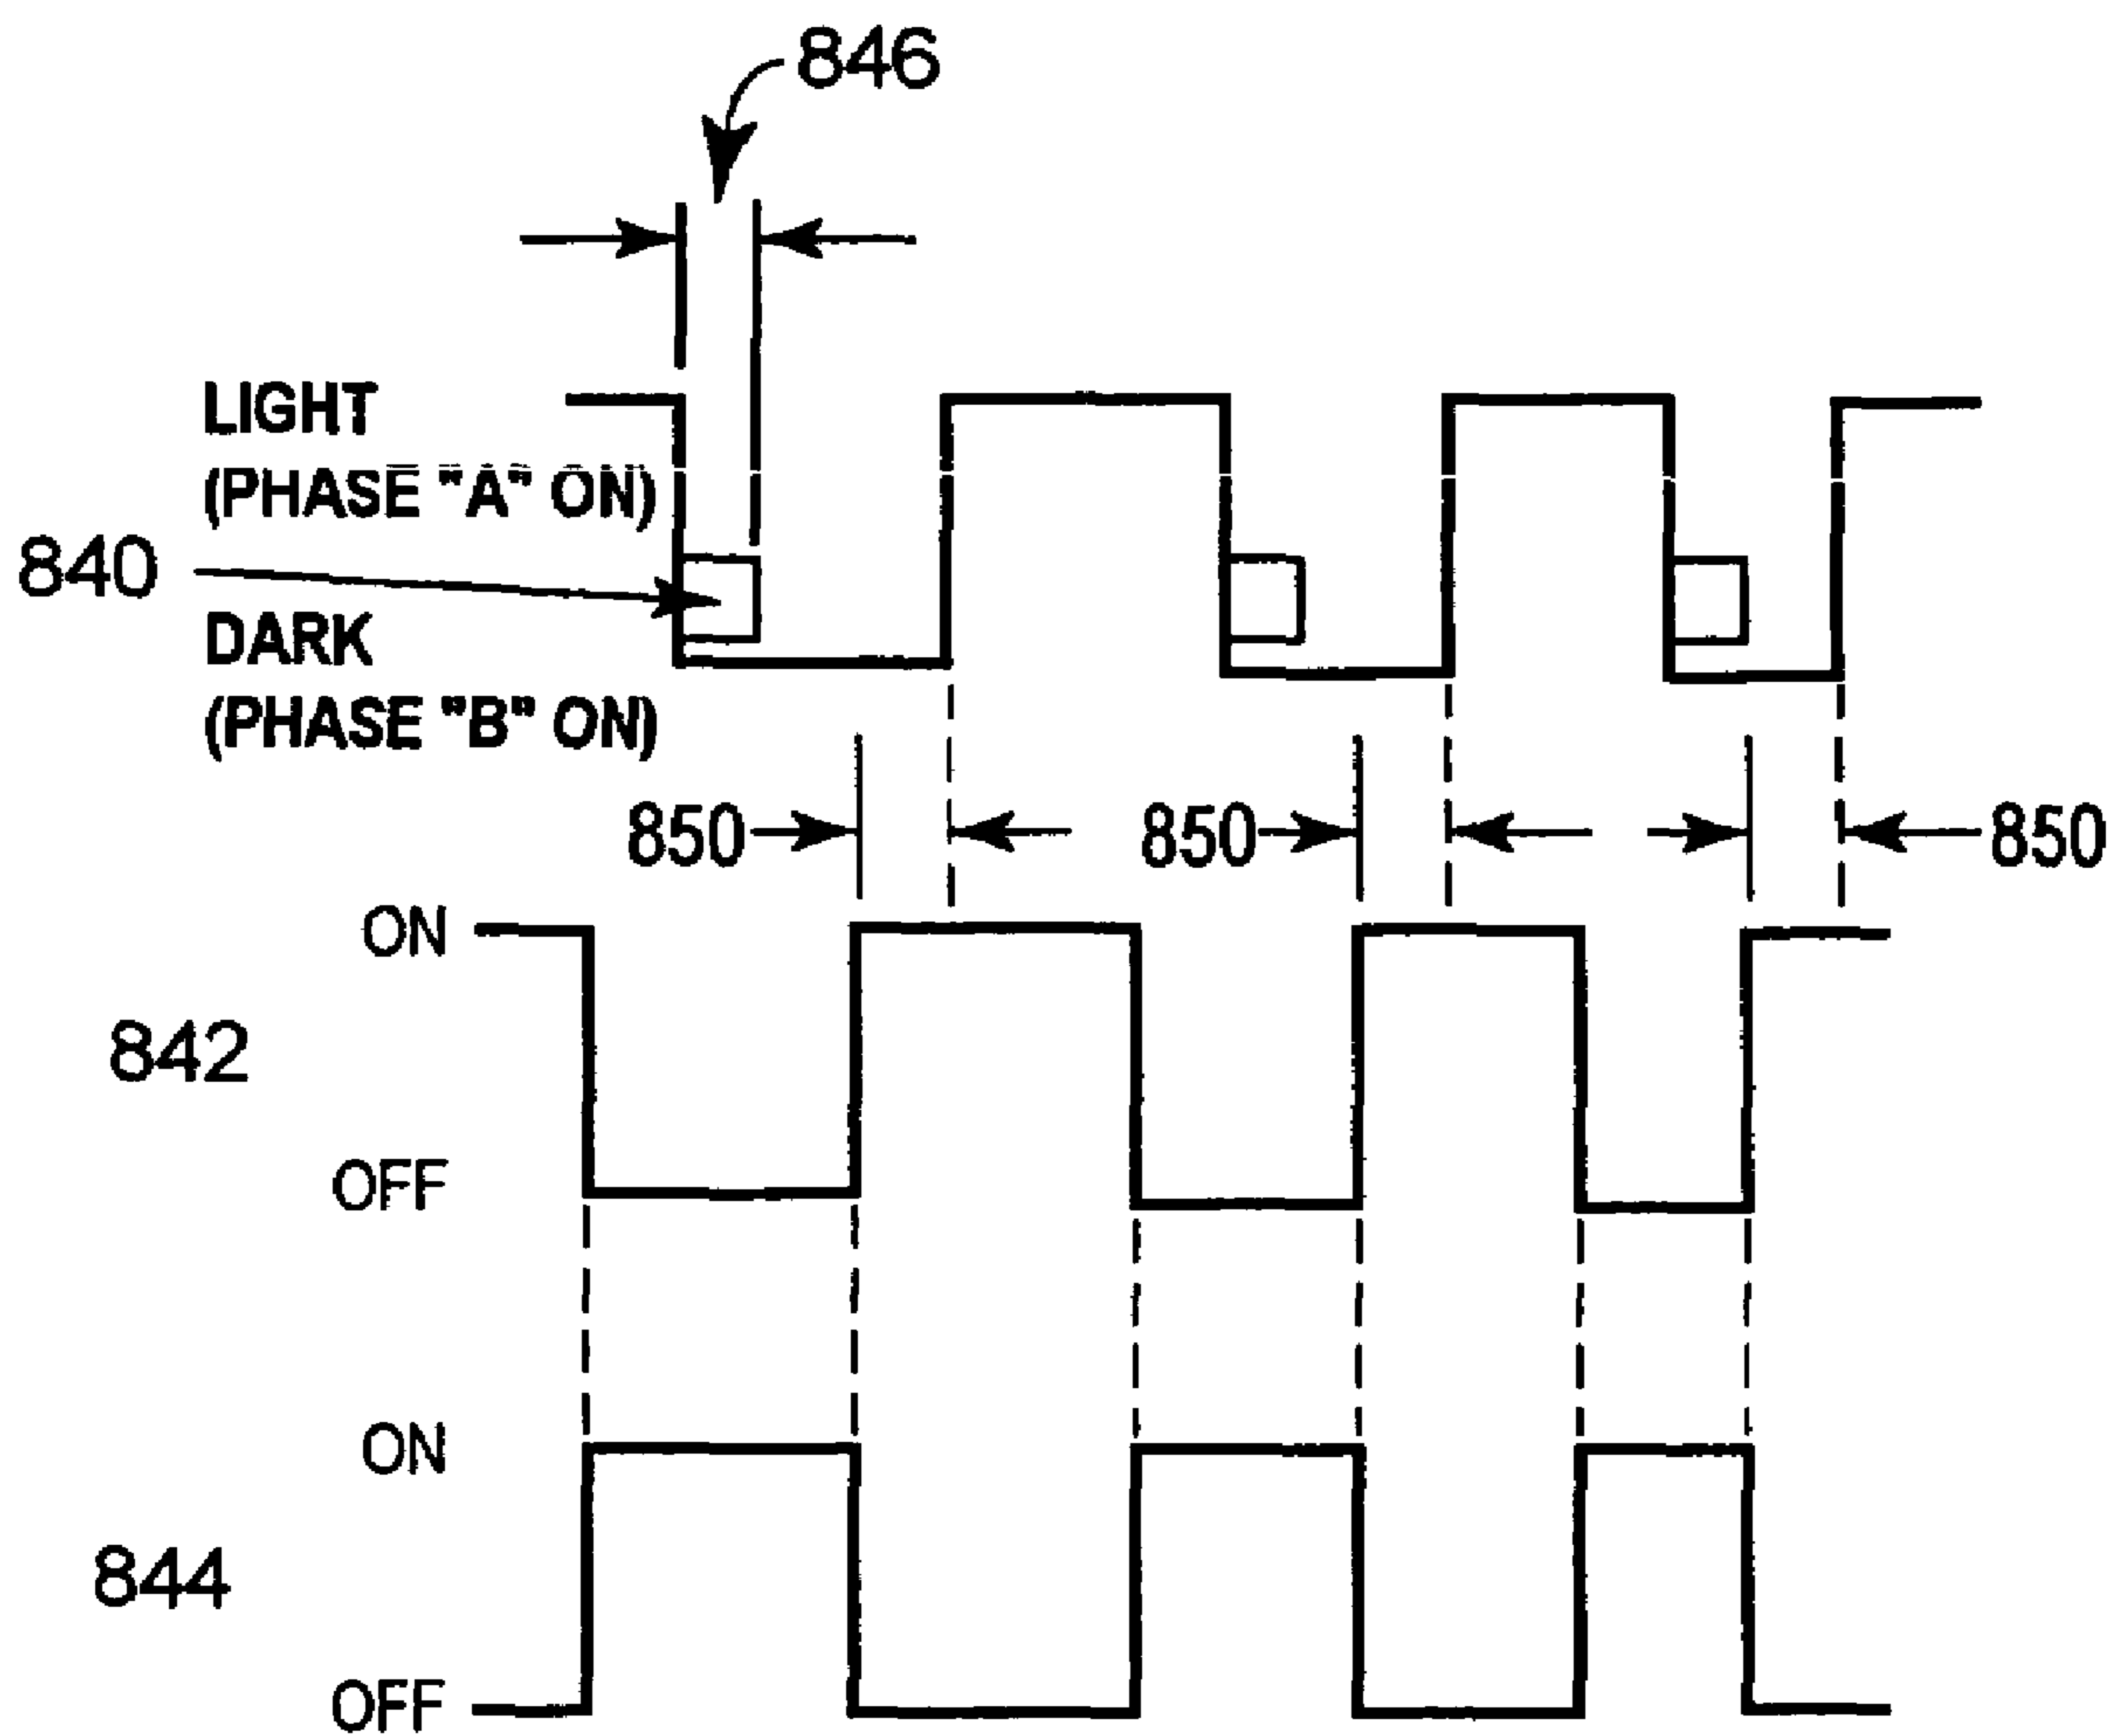 846
LIGHT
(PHASE "A" ON)
840
DARK
(PHASE "B" ON)
850 850 850
ON
842
OFF
ON
844
OFF